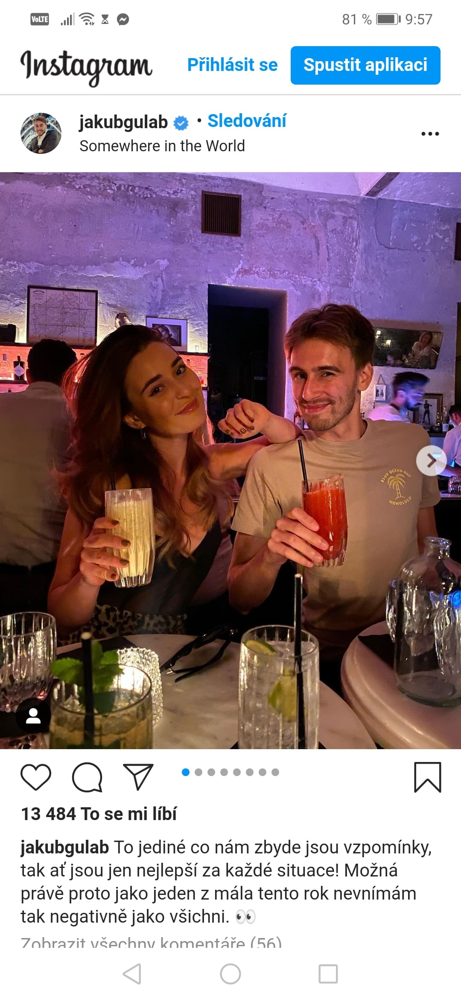 VoLTE 81 % 9:57
Instagram Přihlásit se Spustit aplikaci
jakubgulab • Sledování
Somewhere in the World
BLUE OCEAN BAY
HONOLULU
13 484 To se mi líbí
jakubgulab To jediné co nám zbyde jsou vzpomínky,
tak ať jsou jen nejlepší za každé situace! Možná
právě proto jako jeden z mála tento rok nevnímám
tak negativně jako všichni. 👀
Zobrazit všechny komentáře (56)